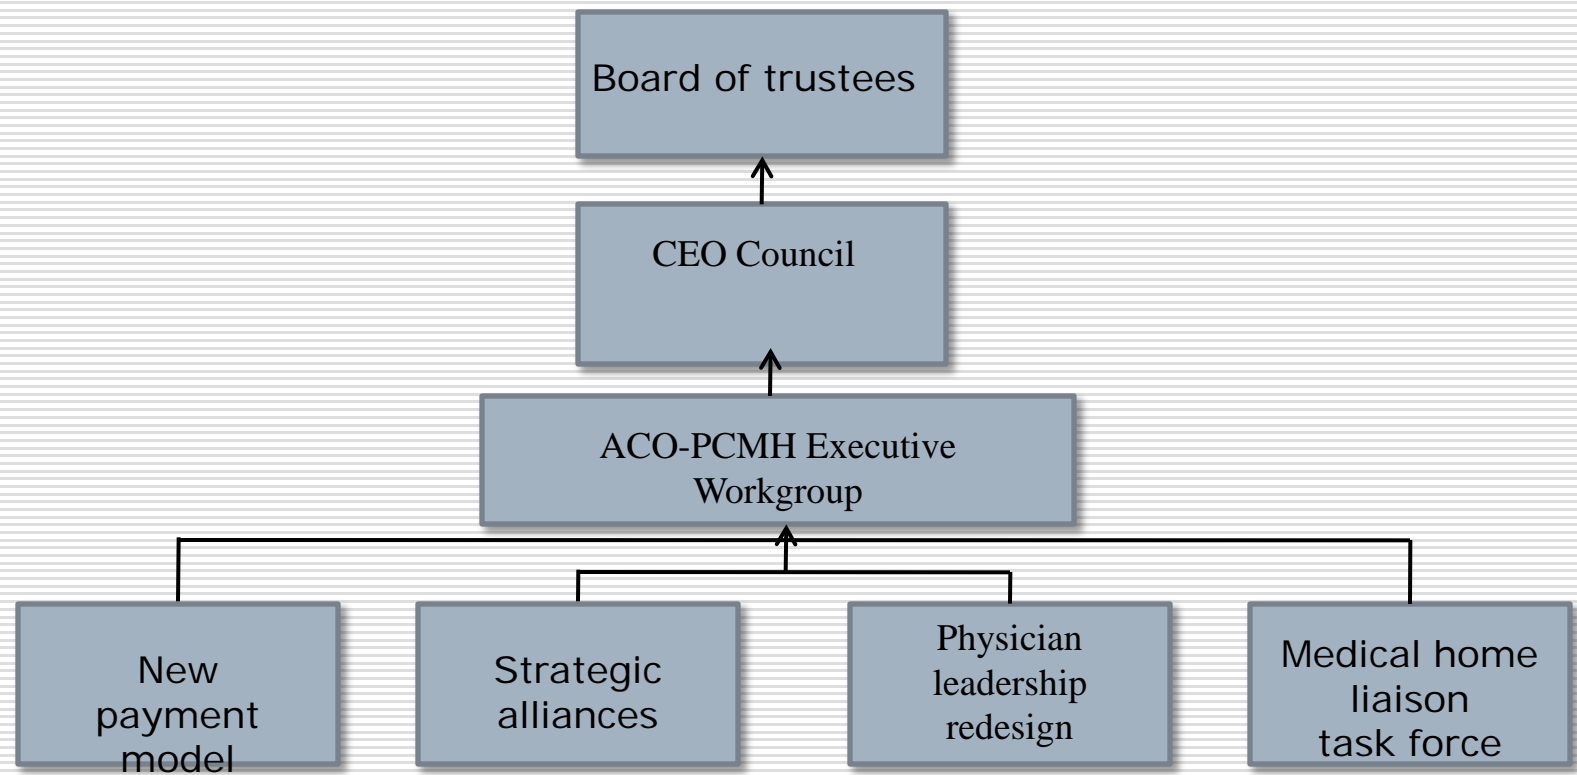 Board of trustees
CEO Council
ACO-PCMH Executive
Workgroup
New
payment
model
Strategic
alliances
Physician
leadership
redesign
Medical home
liaison
task force